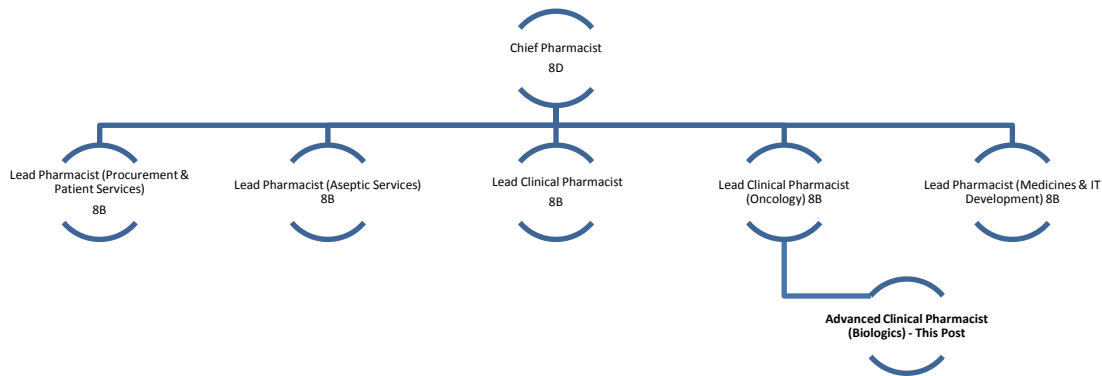 Chief Pharmacist
8D
Lead Pharmacist (Procurement &
Patient Services)
8B
Lead Pharmacist (Aseptic Services)
8B
Lead Clinical Pharmacist
8B
Lead Clinical Pharmacist
(Oncology) 8B
Lead Pharmacist (Medicines & IT
Development) 8B
Advanced Clinical Pharmacist
(Biologics) - This Post